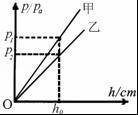 p/pₐ
甲
乙
p₁
p₂
O
h₀
h/cm